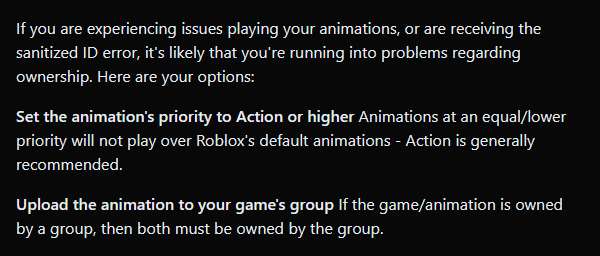 If you are experiencing issues playing your animations, or are receiving the
sanitized ID error, it's likely that you're running into problems regarding
ownership. Here are your options:
Set the animation's priority to Action or higher Animations at an equal/lower
priority will not play over Roblox's default animations - Action is generally
recommended.
Upload the animation to your game's group If the game/animation is owned
by a group, then both must be owned by the group.